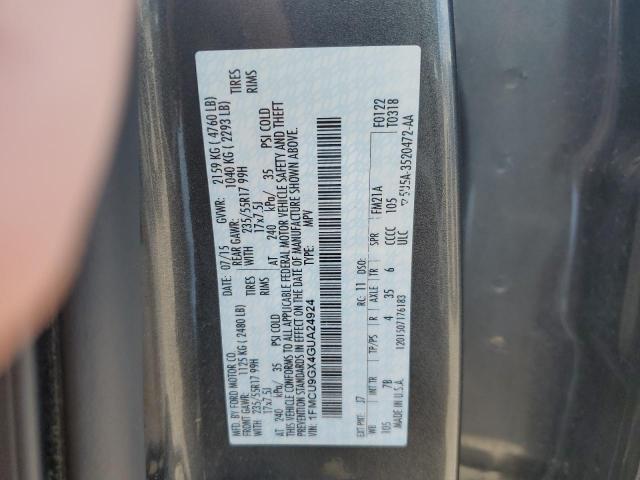 MFD. BY FORD MOTOR CO.
DATE: 07/15 GVWR: 2159 KG ( 4760 LB)
FRONT GAWR: 1125 KG ( 2480 LB) REAR GAWR: 1040 KG ( 2293 LB)
235/55R17 99H TIRES WITH 235/55R17 99H TIRES
17x7.5J RIMS 17x7.5J RIMS
AT 240 kPa/ 35 PSI COLD AT 240 kPa/ 35 PSI COLD
THIS VEHICLE CONFORMS TO ALL APPLICABLE FEDERAL MOTOR VEHICLE SAFETY AND THEFT
PREVENTION STANDARDS IN EFFECT ON THE DATE OF MANUFACTURE SHOWN ABOVE.
VIN: 1FMCU9GX4GUA24924 TYPE: MPV
F0122
T0318
EXT PNT: J7 RC: 11 DSO: FM21A
WB INT TR TP/PS R AXLE TR SPR
105 7B 4 35 6 CCCC 105
MADE IN U.S.A. 1201507176183 ULC 5U5A-3520472-AA